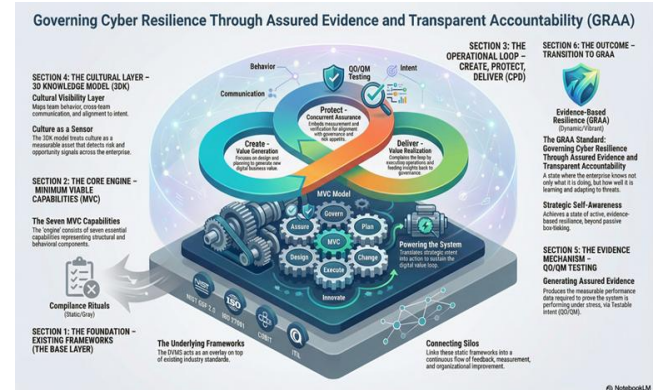 Governing Cyber Resilience Through Assured Evidence and Transparent Accountability (GRAA)
SECTION 4: THE CULTURAL LAYER –
3D KNOWLEDGE MODEL (3DK)
Cultural Visibility Layer
Maps team behavior, cross-team
communication, and alignment to intent.
Culture as a Sensor
The 3DK model treats culture as a
measurable asset that detects risk and
opportunity signals across the enterprise.
SECTION 2: THE CORE ENGINE –
MINIMUM VIABLE
CAPABILITIES (MVC)
The Seven MVC Capabilities
The 'engine' consists of seven essential
capabilities representing structural and
behavioral components.
Compliance Rituals
(Static/Gray)
SECTION 1: THE FOUNDATION –
EXISTING FRAMEWORKS
(THE BASE LAYER)
Behavior
Communication
QO/QM
Testing
Intent
Protect -
Concurrent Assurance
Embeds measurement and
verification for alignment
with governance and
risk appetite.
Create -
Value Generation
Focuses on design and
planning to generate new
digital business value.
Deliver -
Value Realization
Completes the loop by
executing operations and
feeding insights back to
governance.
MVC Model
Govern
Assure
Plan
MVC
Design
Change
Execute
Innovate
Powering the System
Translates strategic intent
into action to sustain the
digital value loop.
NIST
NIST CSF 2.0
ISO
ISO 27001
COBIT
ITIL
The Underlying Frameworks
The DVMS acts as an overlay on top
of existing industry standards.
Connecting Silos
Links these static frameworks into a
continuous flow of feedback, measurement,
and organizational improvement.
SECTION 3: THE
OPERATIONAL LOOP –
CREATE, PROTECT,
DELIVER (CPD)
SECTION 6: THE OUTCOME –
TRANSITION TO GRAA
Evidence-Based
Resilience (GRAA)
(Dynamic/Vibrant)
The GRAA Standard:
Governing Cyber Resilience
Through Assured Evidence and
Transparent Accountability
A state where the enterprise knows not
only what it is doing, but how well it is
learning and adapting to threats.
Strategic Self-Awareness
Achieves a state of active, evidence-
based resilience, beyond passive
box-ticking.
SECTION 5: THE EVIDENCE
MECHANISM –
QO/QM TESTING
Generating Assured Evidence
Produces the measurable performance
data required to prove the system is
performing under stress, via
Testable intent (QO/QM).
NotebookLM